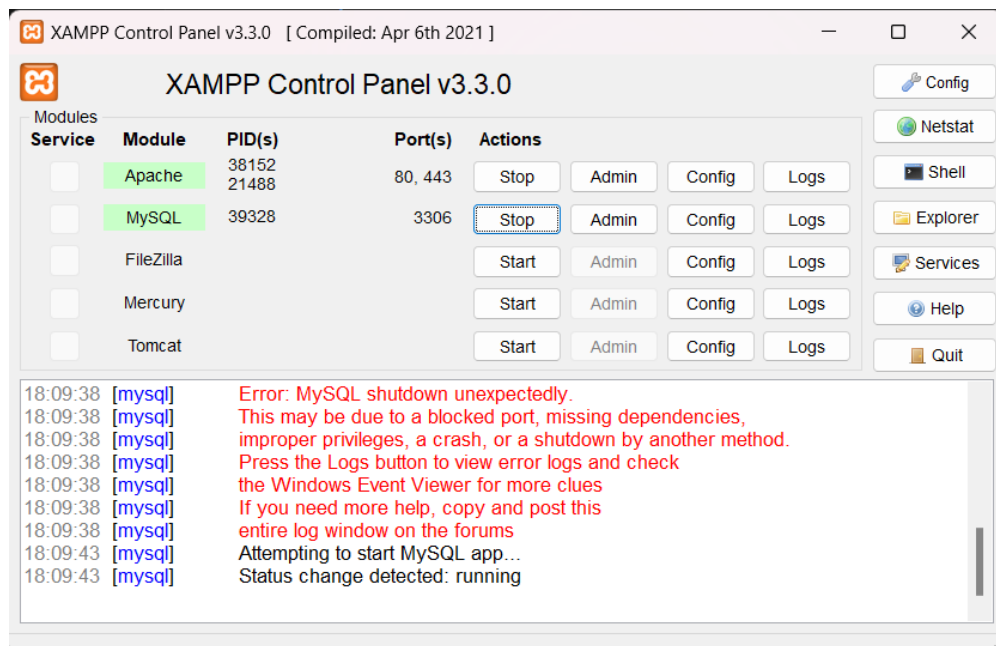 XAMPP Control Panel v3.3.0 [ Compiled: Apr 6th 2021 ]
XAMPP Control Panel v3.3.0
Config
Modules
Service Module PID(s) Port(s) Actions
Netstat
Apache 38152 21488 80, 443 Stop Admin Config Logs
Shell
MySQL 39328 3306 Stop Admin Config Logs
Explorer
FileZilla Start Admin Config Logs
Services
Mercury Start Admin Config Logs
Help
Tomcat Start Admin Config Logs
Quit
18:09:38 [mysql] Error: MySQL shutdown unexpectedly.
18:09:38 [mysql] This may be due to a blocked port, missing dependencies,
18:09:38 [mysql] improper privileges, a crash, or a shutdown by another method.
18:09:38 [mysql] Press the Logs button to view error logs and check
18:09:38 [mysql] the Windows Event Viewer for more clues
18:09:38 [mysql] If you need more help, copy and post this
18:09:38 [mysql] entire log window on the forums
18:09:43 [mysql] Attempting to start MySQL app...
18:09:43 [mysql] Status change detected: running